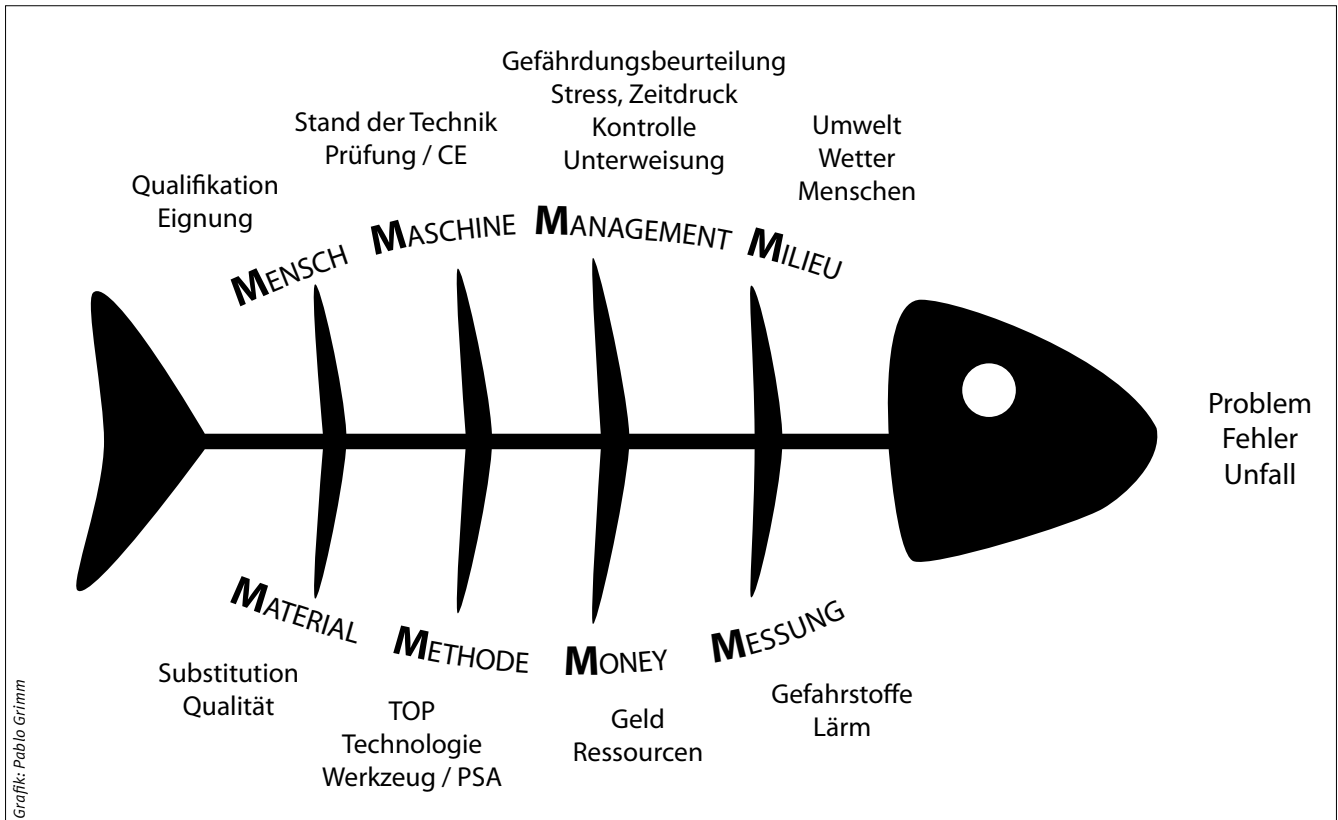 Gefährdungsbeurteilung
Stress, Zeitdruck
Kontrolle
Unterweisung
Stand der Technik
Prüfung / CE
Umwelt
Wetter
Menschen
Qualifikation
Eignung
MENSCH
MASCHINE
MANAGEMENT
MILIEU
Problem
Fehler
Unfall
MATERIAL
METHODE
MONEY
MESSUNG
Substitution
Qualität
TOP
Technologie
Werkzeug / PSA
Geld
Ressourcen
Gefahrstoffe
Lärm
Grafik: Pablo Grimm